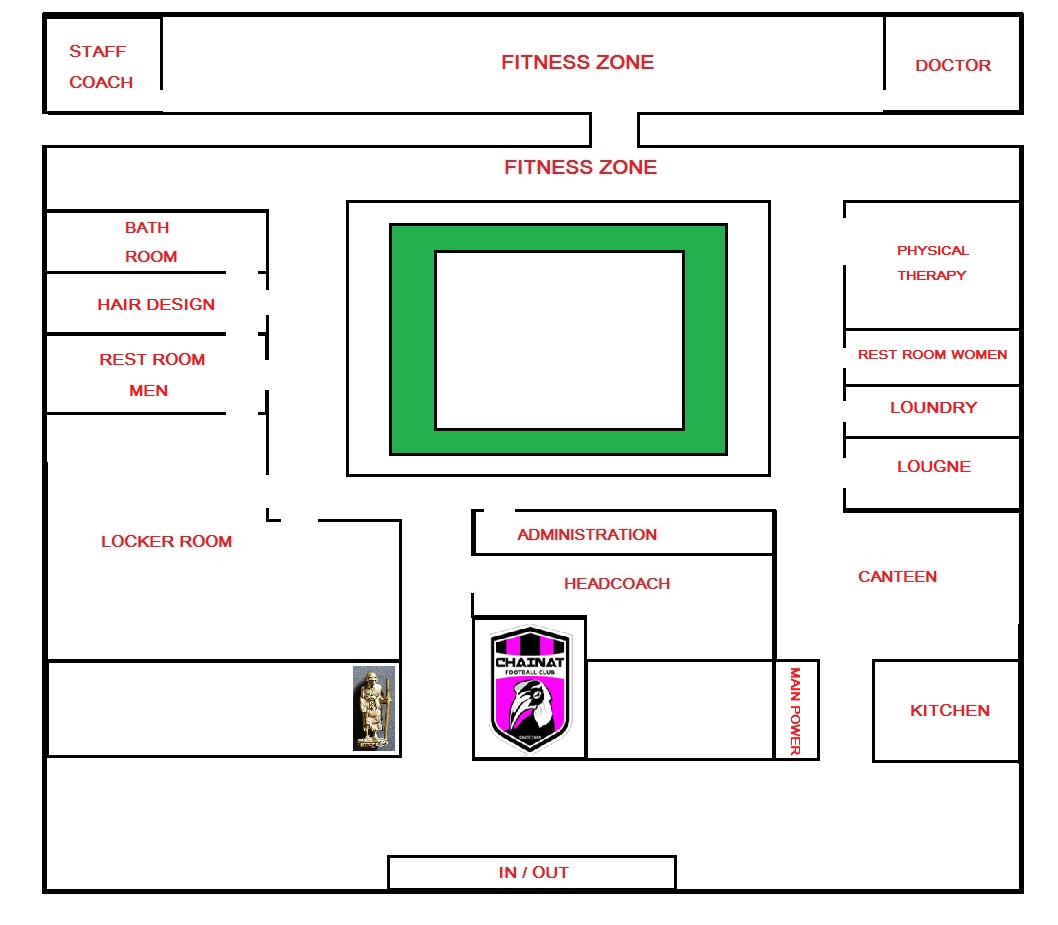 STAFF
COACH
FITNESS ZONE
DOCTOR
FITNESS ZONE
BATH
ROOM
HAIR DESIGN
REST ROOM
MEN
PHYSICAL
THERAPY
REST ROOM WOMEN
LOUNDRY
LOUGNE
LOCKER ROOM
ADMINISTRATION
HEADCOACH
CANTEEN
CHAINAT
FOOTBALL CLUB
MAIN POWER
KITCHEN
IN / OUT